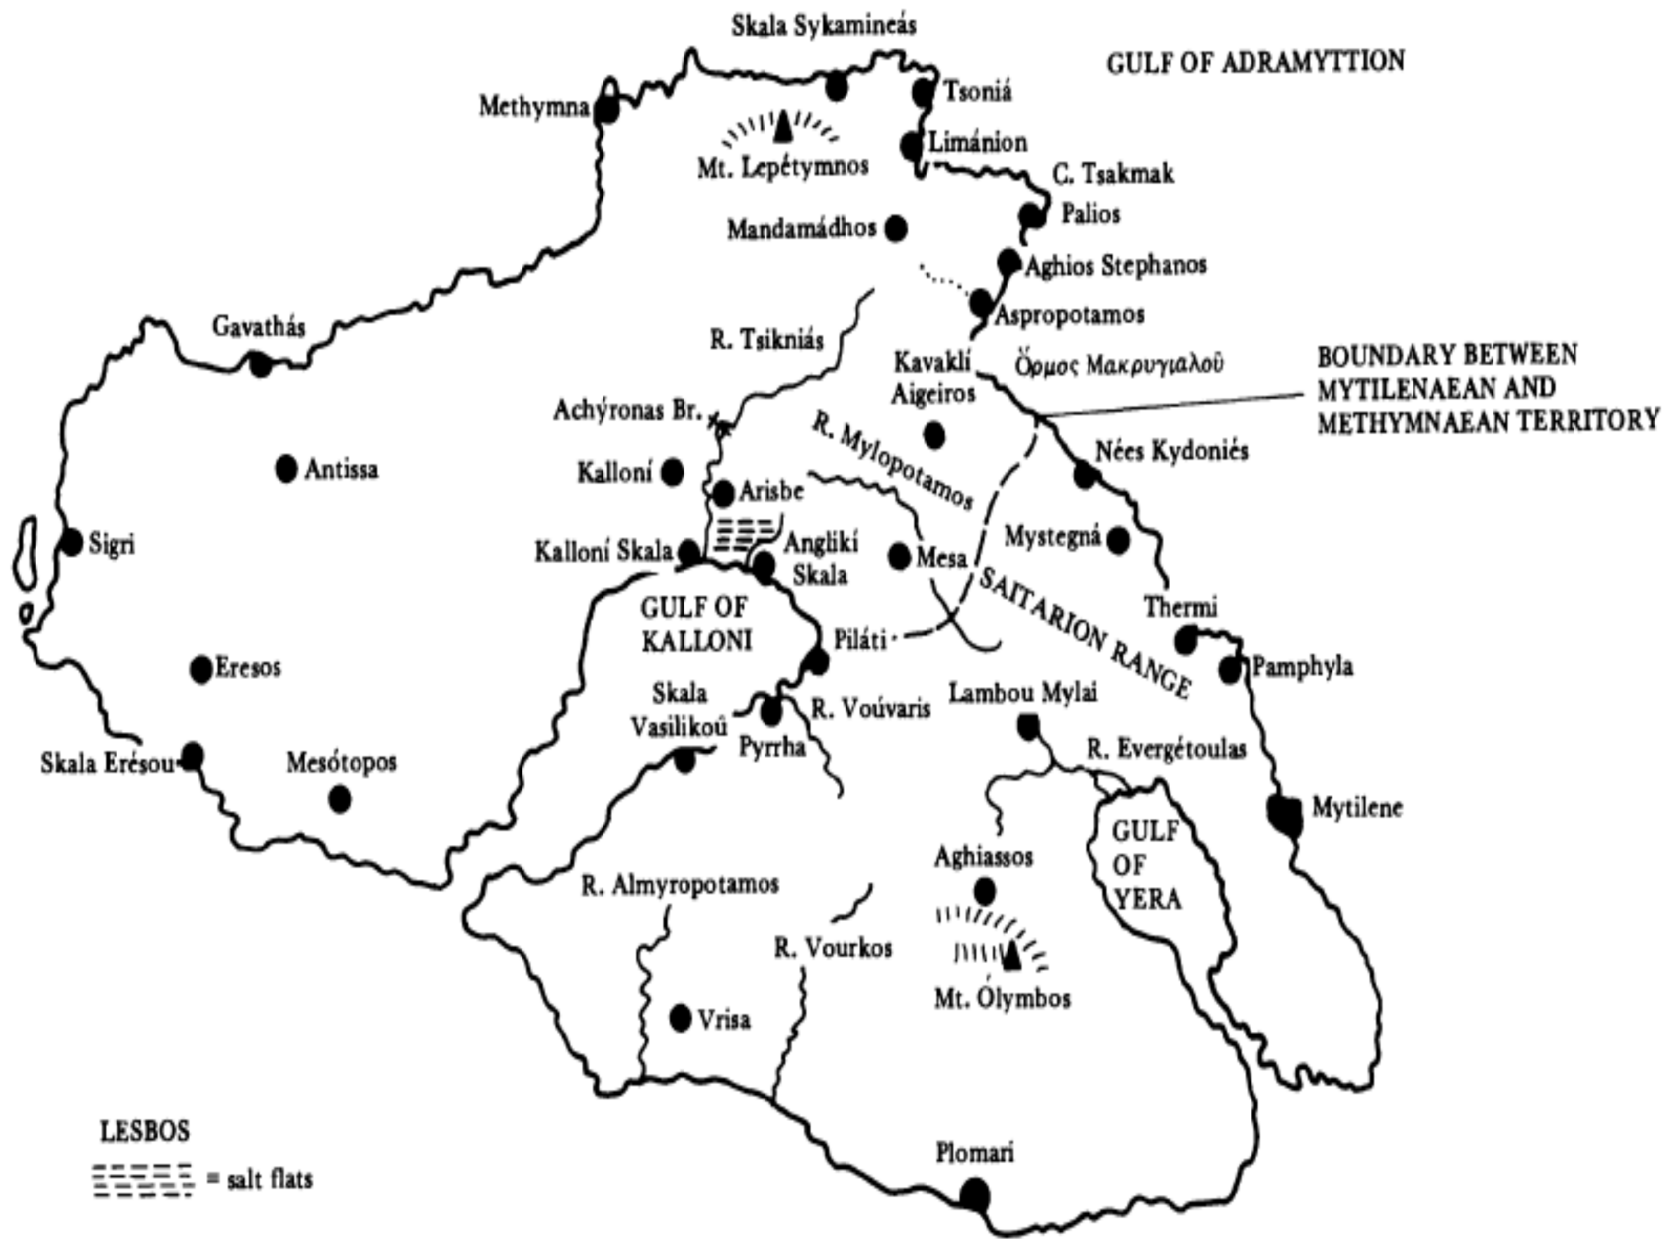 Skala Sykamineás
GULF OF ADRAMYTTION
Methymna
Tsoniá
Limánion
Mt. Lepétymnos
C. Tsakmak
Palios
Mandamádhos
Aghios Stephanos
Aspropotamos
Gavathás
R. Tsikniás
Kavaklí
Aigeiros
Ὅρμος Μακρυγιαλοῦ
BOUNDARY BETWEEN
MYTILENAEAN AND
METHYMNAEAN TERRITORY
Achýronas Br.
R. Mylopotamos
Antissa
Kalloní
Arisbe
Nées Kydoniés
Sigri
Kalloní Skala
Anglikí
Skala
Mesa
Mystegná
SAITARION RANGE
GULF OF
KALLONI
Piláti
Thermi
Eresos
Pamphyla
Skala
Vasilikoû
R. Voúvaris
Lambou Mylai
Pyrrha
R. Evergétoulas
Skala Erésou
Mesótopos
Mytilene
GULF
OF
YERA
Aghiassos
R. Almyropotamos
R. Vourkos
Mt. Ólymbos
Vrisa
LESBOS
= salt flats
Plomari